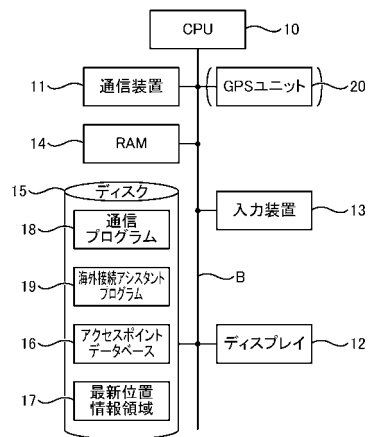 CPU
10
11
通信装置
GPSユニット
20
14
RAM
15
ディスク
18
通信
プログラム
入力装置
13
19
海外接続アシスタント
プログラム
B
16
アクセスポイント
データベース
ディスプレイ
12
17
最新位置
情報領域